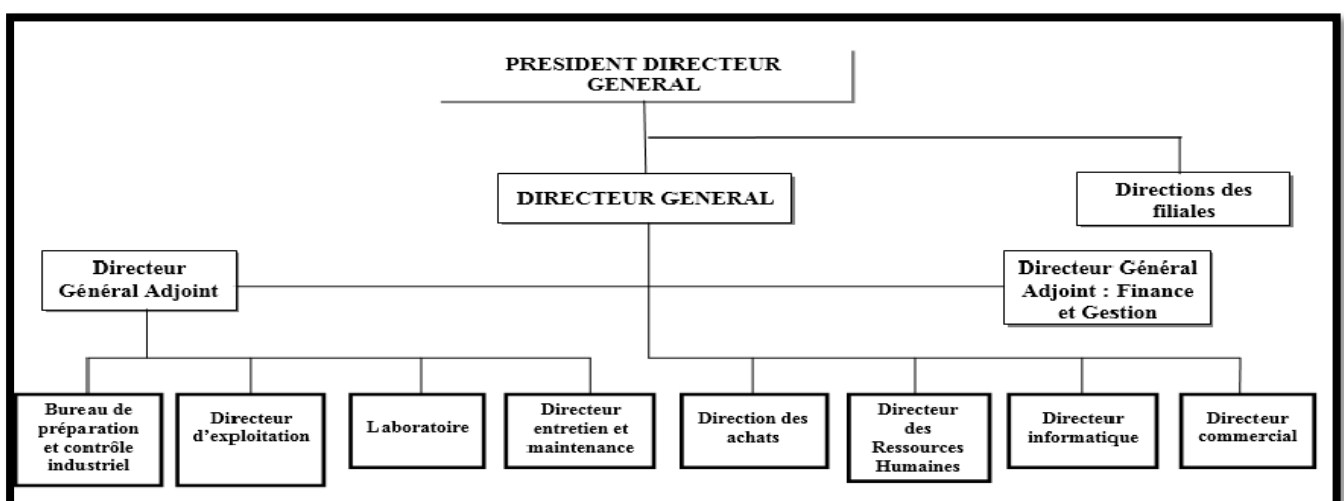 PRESIDENT DIRECTEUR
GENERAL
DIRECTEUR GENERAL
Directions des
filiales
Directeur
Général Adjoint
Directeur Général
Adjoint : Finance
et Gestion
Bureau de
préparation
et contrôle
industriel
Directeur
d’exploitation
Laboratoire
Directeur
entretien et
maintenance
Direction des
achats
Directeur
des
Ressources
Humaines
Directeur
informatique
Directeur
commercial